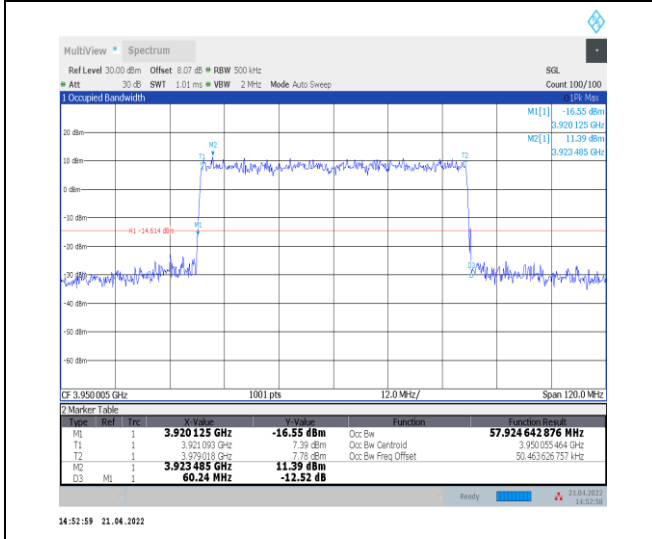 MultiView Spectrum
Ref Level 30.00 dBm Offset 8.07 dB RBW 500 kHz SGL
Att 30 dB SWT 1.01 ms VBW 2 MHz Mode Auto Sweep Count 100/100
1 Occupied Bandwidth 1Pk Max
M1[1] -16.55 dBm
3.920 125 GHz
M2[1] 11.39 dBm
3.923 485 GHz
20 dBm
M2
T1 T2
10 dBm
0 dBm
-10 dBm
H1 -14.614 dBm M1
-20 dBm
D3
-30 dBm
-40 dBm
-50 dBm
-60 dBm
CF 3.950 005 GHz 1001 pts 12.0 MHz/ Span 120.0 MHz
2 Marker Table
Type Ref Trc X-Value Y-Value Function Function Result
M1 1 3.920 125 GHz -16.55 dBm Occ Bw 57.924 642 876 MHz
T1 1 3.921 093 GHz 7.39 dBm Occ Bw Centroid 3.950 055 464 GHz
T2 1 3.979 018 GHz 7.78 dBm Occ Bw Freq Offset 50.463 626 757 kHz
M2 1 3.923 485 GHz 11.39 dBm
D3 M1 1 60.24 MHz -12.52 dB
Ready 21.04.2022
14:52:58
14:52:59 21.04.2022